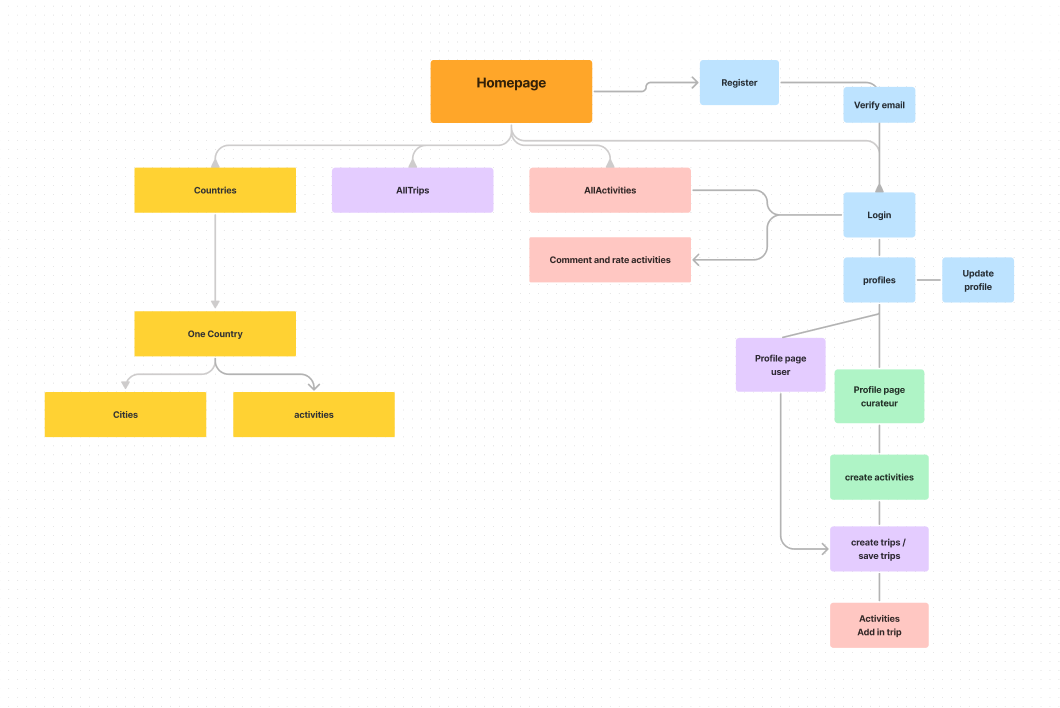 Homepage
Register
Verify email
Countries
AllTrips
AllActivities
Login
Comment and rate activities
profiles
Update
profile
One Country
Profile page
user
Profile page
curateur
Cities
activities
create activities
create trips /
save trips
Activities
Add in trip